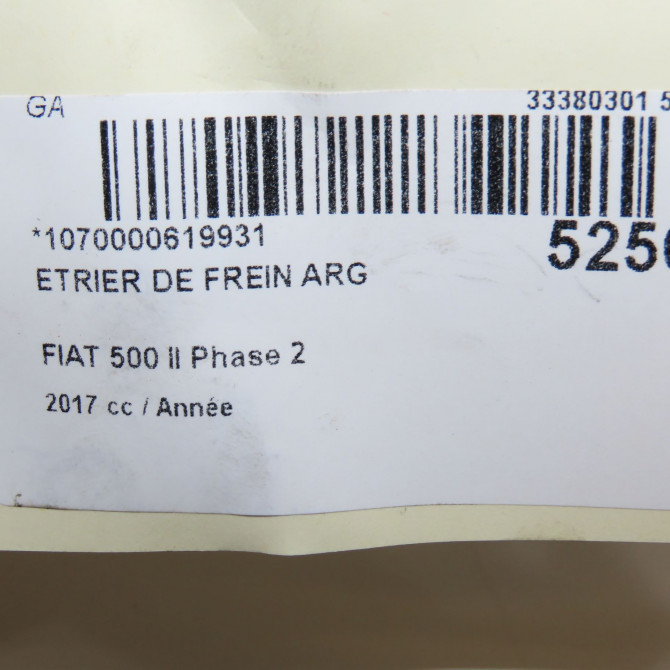 GA 33380301 5
*1070000619931
525
ETRIER DE FREIN ARG
FIAT 500 II Phase 2
2017 cc / Année